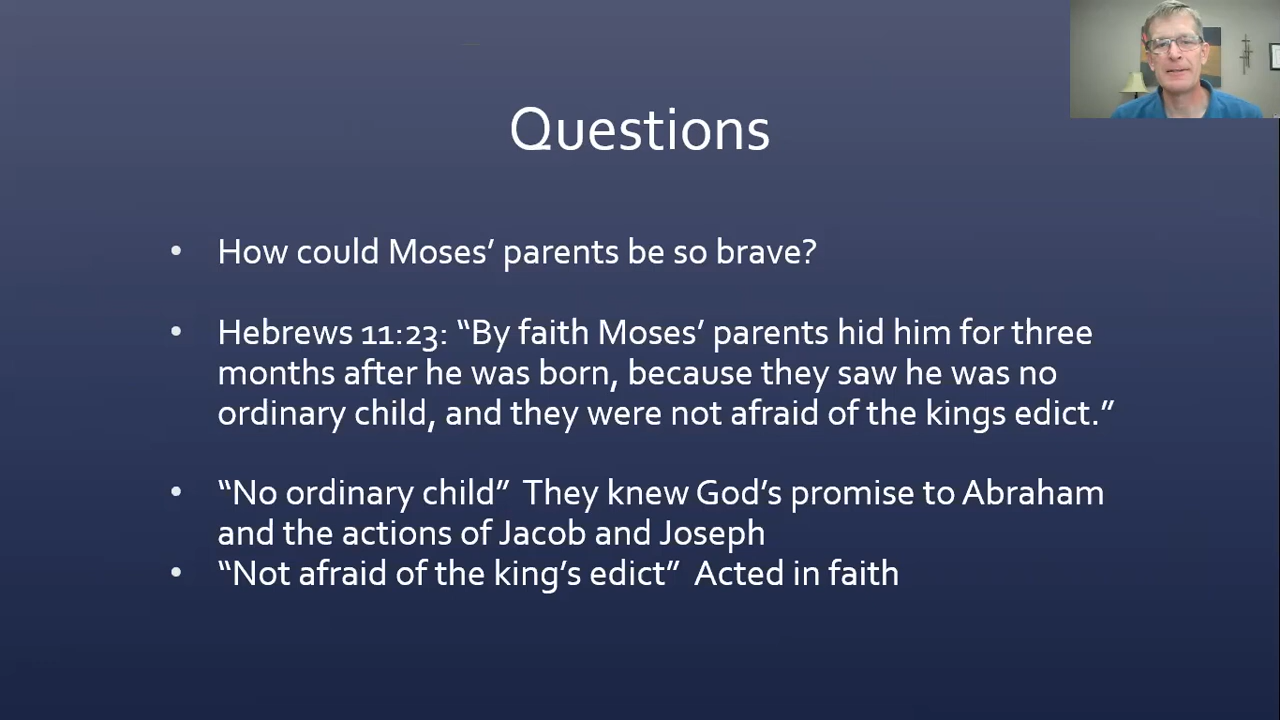 Questions
• How could Moses’ parents be so brave?
• Hebrews 11:23: “By faith Moses’ parents hid him for three
months after he was born, because they saw he was no
ordinary child, and they were not afraid of the kings edict.”
• “No ordinary child”  They knew God’s promise to Abraham
and the actions of Jacob and Joseph
• “Not afraid of the king’s edict”  Acted in faith